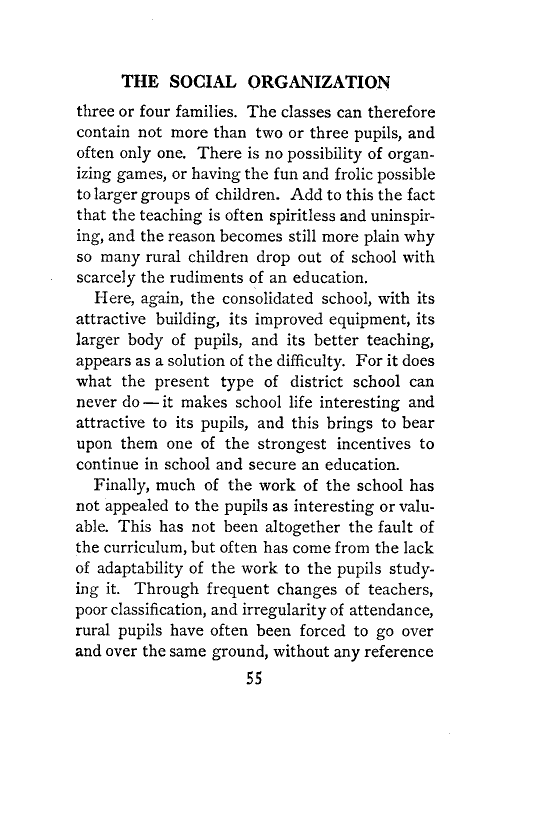 THE SOCIAL ORGANIZATION
three or four families. The classes can therefore
contain not more than two or three pupils, and
often only one. There is no possibility of organ-
izing games, or having the fun and frolic possible
to larger groups of children. Add to this the fact
that the teaching is often spiritless and uninspir-
ing, and the reason becomes still more plain why
so many rural children drop out of school with
scarcely the rudiments of an education.
Here, again, the consolidated school, with its
attractive building, its improved equipment, its
larger body of pupils, and its better teaching,
appears as a solution of the difficulty. For it does
what the present type of district school can
never do — it makes school life interesting and
attractive to its pupils, and this brings to bear
upon them one of the strongest incentives to
continue in school and secure an education.
Finally, much of the work of the school has
not appealed to the pupils as interesting or valu-
able. This has not been altogether the fault of
the curriculum, but often has come from the lack
of adaptability of the work to the pupils study-
ing it. Through frequent changes of teachers,
poor classification, and irregularity of attendance,
rural pupils have often been forced to go over
and over the same ground, without any reference
55